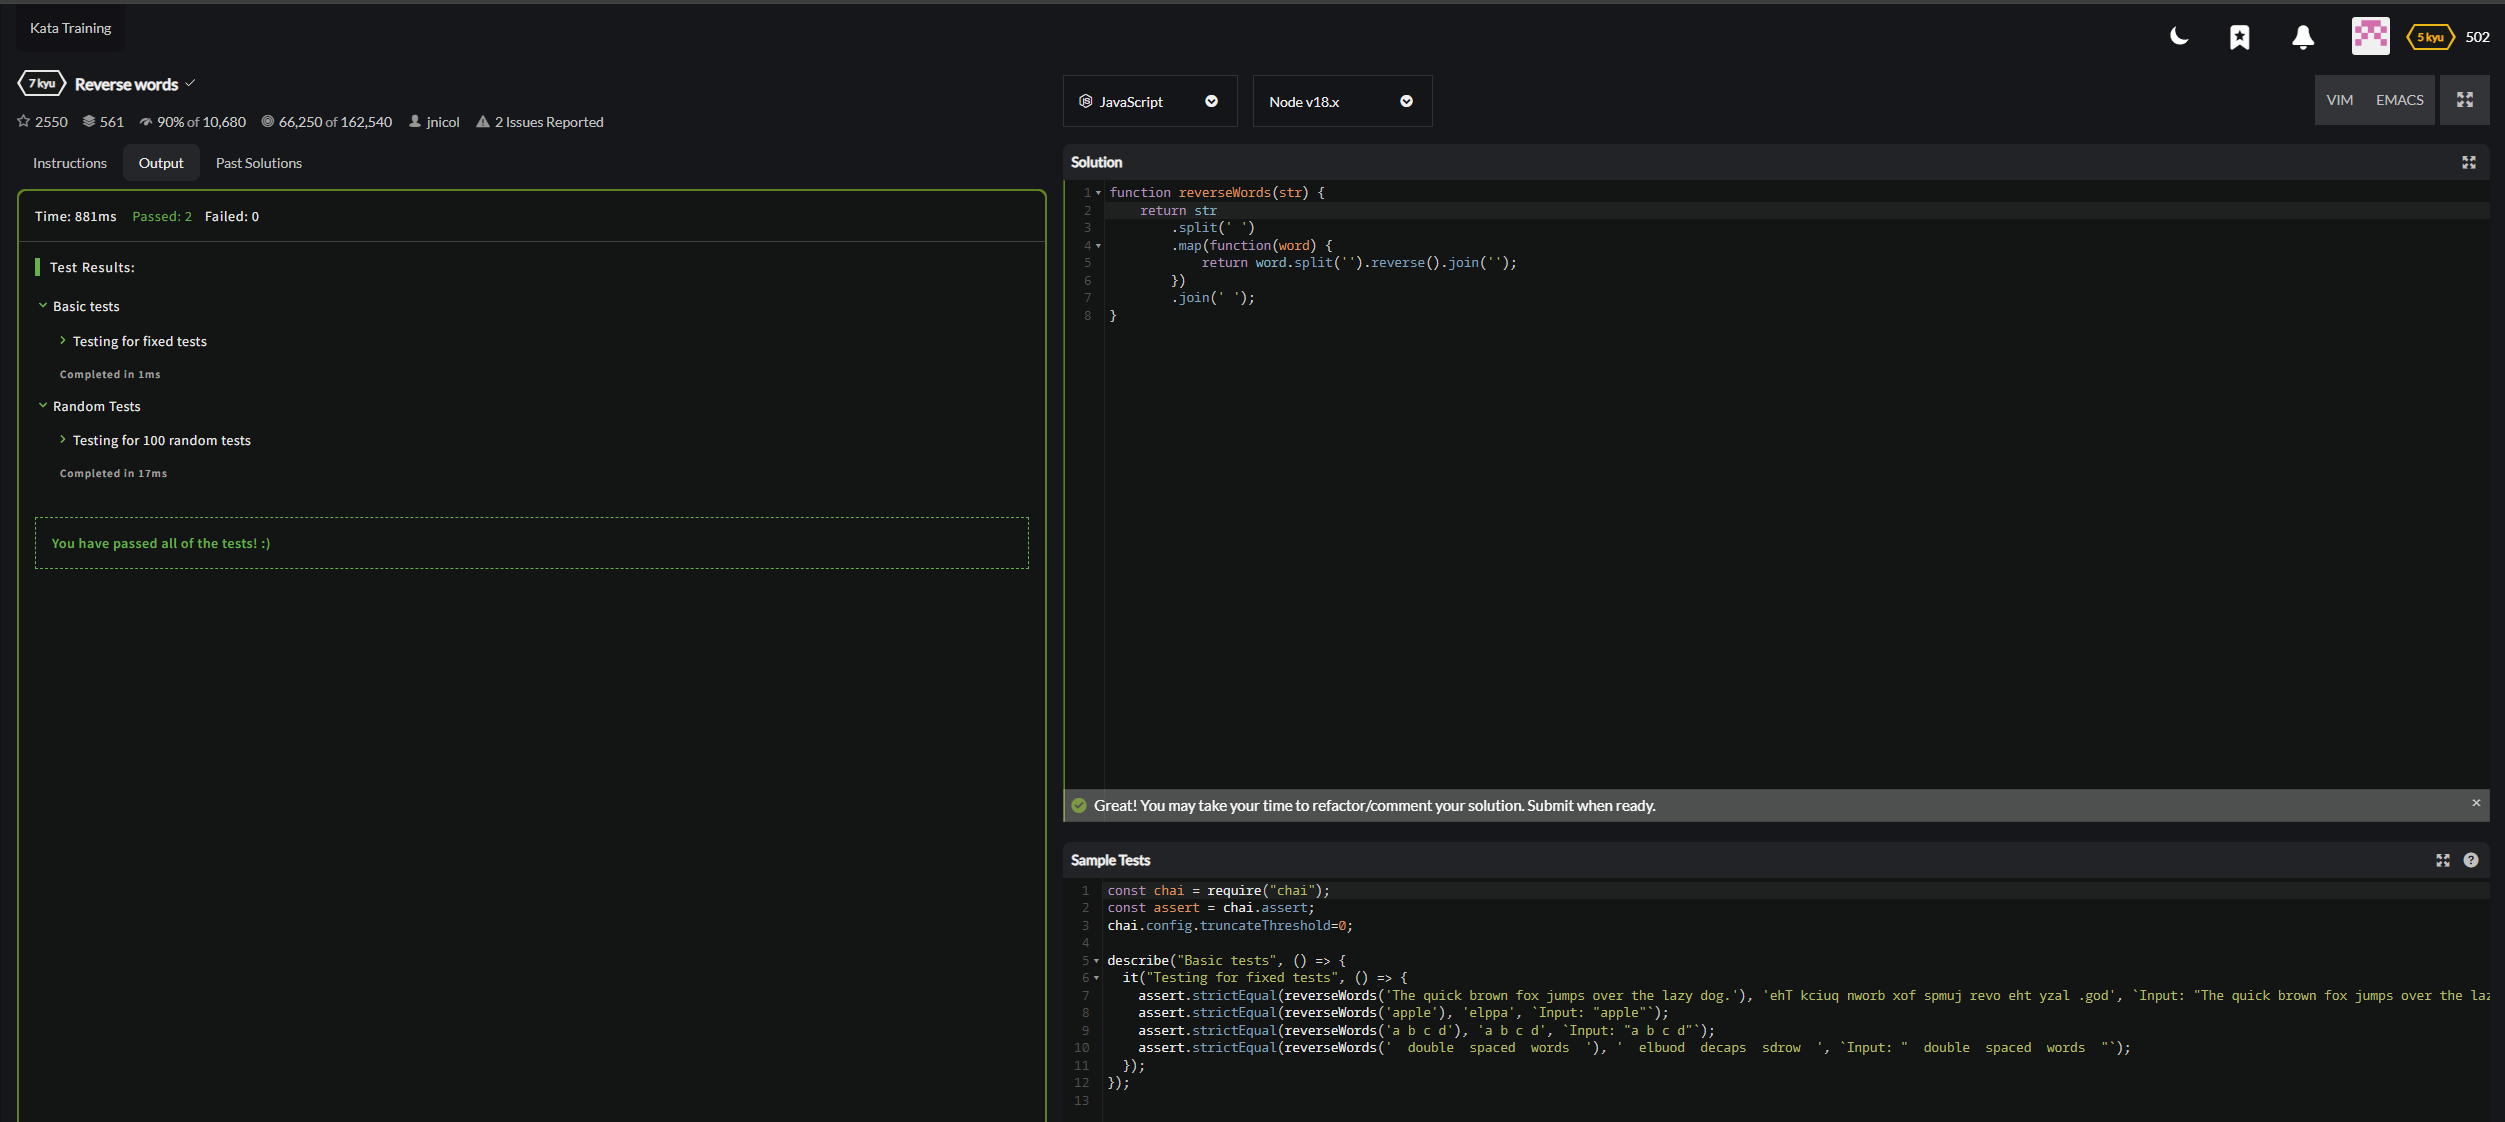 Kata Training
5 kyu 502
7 kyu Reverse words
2550 561 90% of 10,680 66,250 of 162,540 jnicol 2 Issues Reported
JavaScript Node v18.x
VIM EMACS
Instructions Output Past Solutions
Time: 881ms Passed: 2 Failed: 0
Test Results:
Basic tests
Testing for fixed tests
Completed in 1ms
Random Tests
Testing for 100 random tests
Completed in 17ms
You have passed all of the tests! :)
Solution
1 function reverseWords(str) {
2     return str
3         .split(' ')
4         .map(function(word) {
5             return word.split('').reverse().join('');
6         })
7         .join(' ');
8 }
Great! You may take your time to refactor/comment your solution. Submit when ready.
Sample Tests
1 const chai = require("chai");
2 const assert = chai.assert;
3 chai.config.truncateThreshold=0;
4
5 describe("Basic tests", () => {
6   it("Testing for fixed tests", () => {
7     assert.strictEqual(reverseWords('The quick brown fox jumps over the lazy dog.'), 'ehT kciuq nworb xof spmuj revo eht yzal .god', `Input: "The quick brown fox jumps over the
8     assert.strictEqual(reverseWords('apple'), 'elppa', `Input: "apple"`);
9     assert.strictEqual(reverseWords('a b c d'), 'a b c d', `Input: "a b c d"`);
10     assert.strictEqual(reverseWords('  double  spaced  words  '), '  elbuod  decaps  sdrow  ', `Input: "  double  spaced  words  "`);
11   });
12 });
13